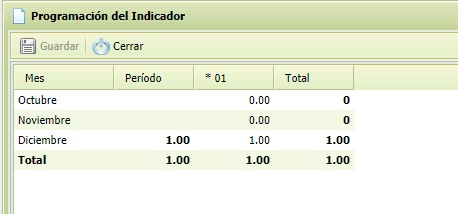 Programación del Indicador
Guardar Cerrar
Mes Período * 01 Total
Octubre 0.00 0
Noviembre 0.00 0
Diciembre 1.00 1.00 1.00
Total 1.00 1.00 1.00